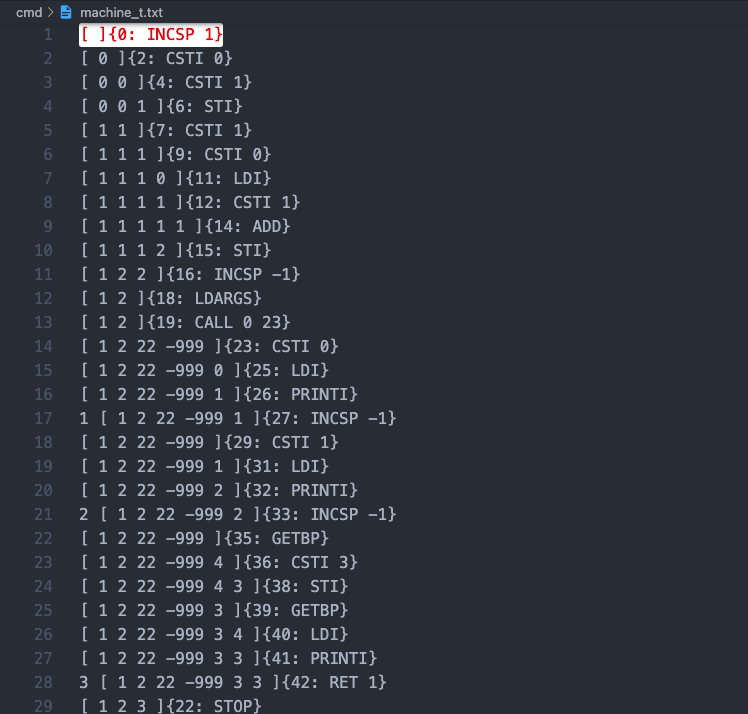 cmd > machine_t.txt
1 [ ]{0: INCSP 1}
2 [ 0 ]{2: CSTI 0}
3 [ 0 0 ]{4: CSTI 1}
4 [ 0 0 1 ]{6: STI}
5 [ 1 1 ]{7: CSTI 1}
6 [ 1 1 1 ]{9: CSTI 0}
7 [ 1 1 1 0 ]{11: LDI}
8 [ 1 1 1 1 ]{12: CSTI 1}
9 [ 1 1 1 1 1 ]{14: ADD}
10 [ 1 1 1 2 ]{15: STI}
11 [ 1 2 2 ]{16: INCSP -1}
12 [ 1 2 ]{18: LDARGS}
13 [ 1 2 ]{19: CALL 0 23}
14 [ 1 2 22 -999 ]{23: CSTI 0}
15 [ 1 2 22 -999 0 ]{25: LDI}
16 [ 1 2 22 -999 1 ]{26: PRINTI}
17 1 [ 1 2 22 -999 1 ]{27: INCSP -1}
18 [ 1 2 22 -999 ]{29: CSTI 1}
19 [ 1 2 22 -999 1 ]{31: LDI}
20 [ 1 2 22 -999 2 ]{32: PRINTI}
21 2 [ 1 2 22 -999 2 ]{33: INCSP -1}
22 [ 1 2 22 -999 ]{35: GETBP}
23 [ 1 2 22 -999 4 ]{36: CSTI 3}
24 [ 1 2 22 -999 4 3 ]{38: STI}
25 [ 1 2 22 -999 3 ]{39: GETBP}
26 [ 1 2 22 -999 3 4 ]{40: LDI}
27 [ 1 2 22 -999 3 3 ]{41: PRINTI}
28 3 [ 1 2 22 -999 3 3 ]{42: RET 1}
29 [ 1 2 3 ]{22: STOP}